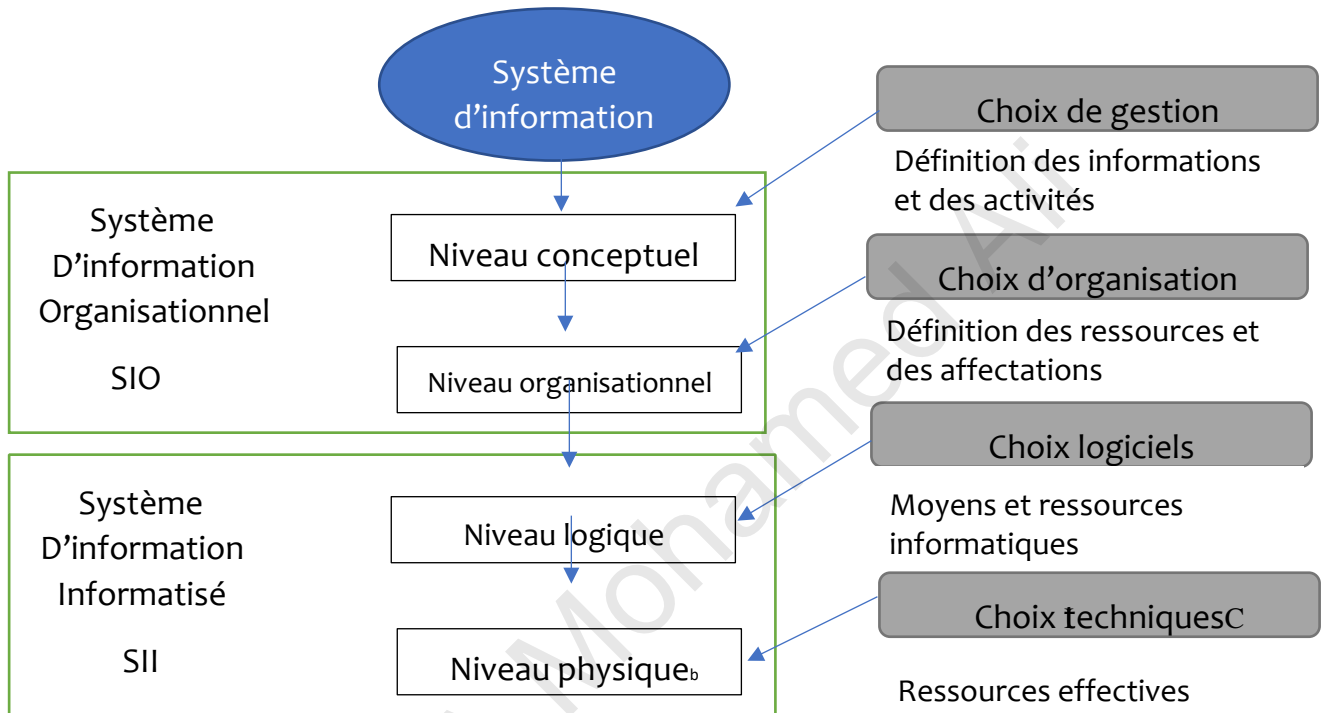 Système
d’information
Choix de gestion
Définition des informations
et des activités
Système
D’information
Organisationnel
SIO
Niveau conceptuel
Choix d’organisation
Définition des ressources et
des affectations
Niveau organisationnel
Choix logiciels
Moyens et ressources
informatiques
Système
D’information
Informatisé
SII
Niveau logique
Choix techniquesC
Ressources effectives
Niveau physiqueb
Mohamed Ali